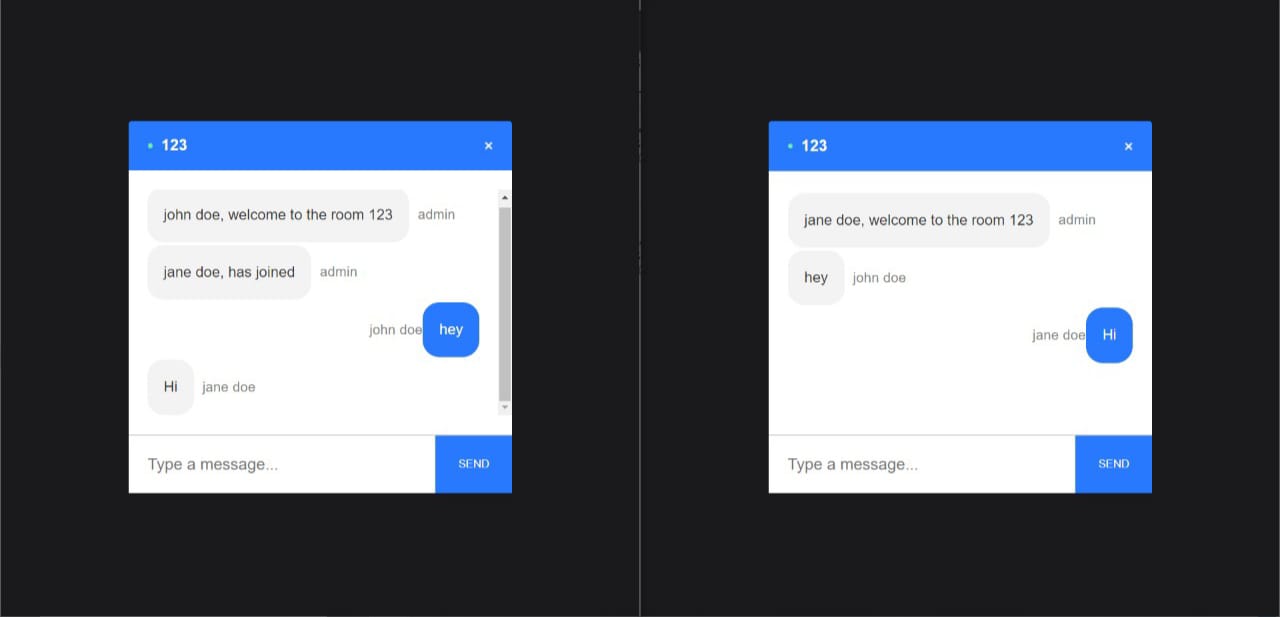 123 ×
john doe, welcome to the room 123 admin
jane doe, has joined admin
john doe hey
Hi jane doe
Type a message... SEND
123 ×
jane doe, welcome to the room 123 admin
hey john doe
jane doe Hi
Type a message... SEND